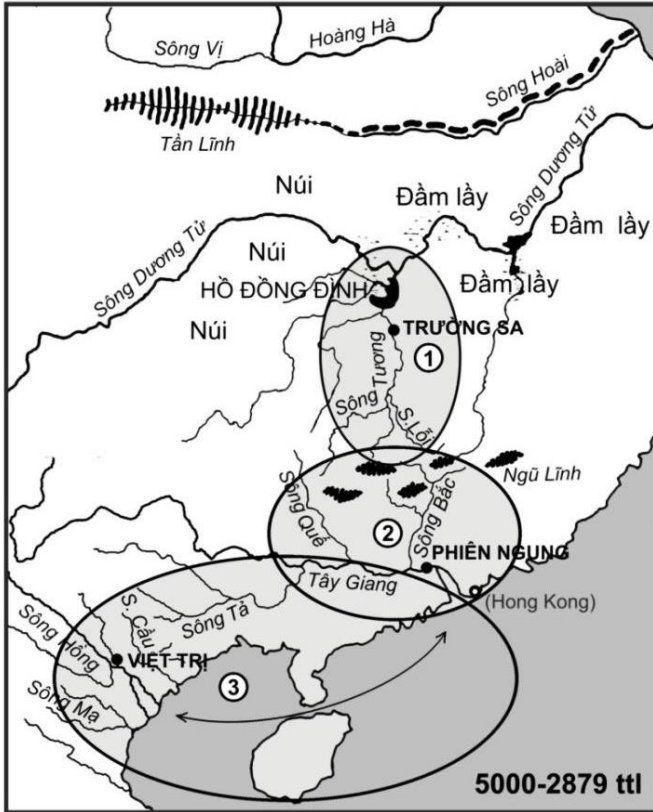 Hoàng Hà
Sông Vị
Sông Hoài
Tần Lĩnh
Sông Dương Tử
Núi
Đầm lầy
Đầm lầy
Sông Dương Tử
Núi
HỒ ĐỒNG ĐÌNH
Đầm lầy
Núi
TRƯỜNG SA
Sông Tương
1
S. Lỗi
Ngũ Lĩnh
Sông Quế
2
Sông Bắc
PHIÊN NGUNG
Tây Giang
(Hong Kong)
Sông Tả
S. Cầu
Sông Hồng
VIỆT TRỊ
3
Sông Mạ
5000-2879 ttl